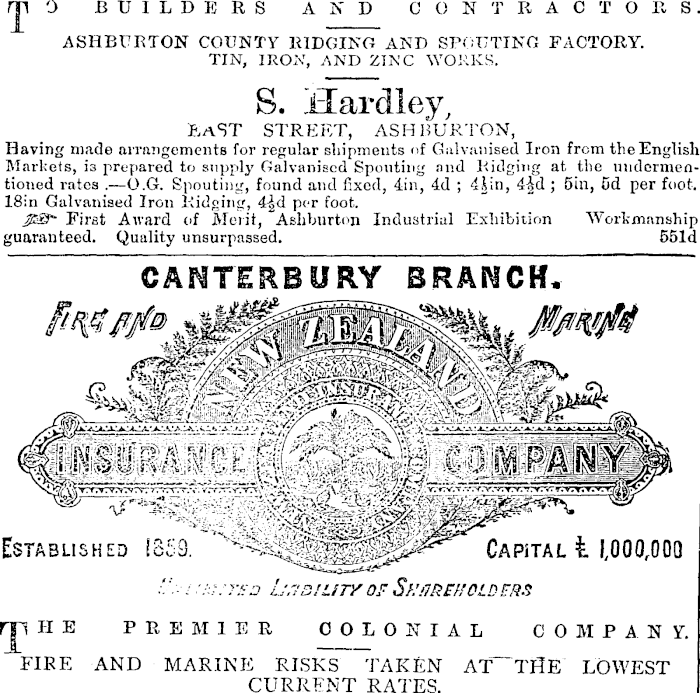 TO BUILDERS AND CONTRACTORS.
ASHBURTON COUNTY RIDGING AND SPOUTING FACTORY.
TIN, IRON, AND ZINC WORKS.
S. Hardley,
EAST STREET, ASHBURTON,
Having made arrangements for regular shipments of Galvanised Iron from the English
Markets, is prepared to supply Galvanised Spouting and Ridging at the undermen-
tioned rates .—O.G. Spouting, found and fixed, 4in, 4d ; 4½in, 4½d ; 5in, 5d per foot.
18in Galvanised Iron Ridging, 4½d per foot.
First Award of Merit, Ashburton Industrial Exhibition Workmanship
guaranteed. Quality unsurpassed. 551d
CANTERBURY BRANCH.
FIRE AND MARINE
NEW ZEALAND
INSURANCE COMPANY
ESTABLISHED 1859. CAPITAL £ 1,000,000
UNLIMITED LIABILITY OF SHAREHOLDERS
THE PREMIER COLONIAL COMPANY.
FIRE AND MARINE RISKS TAKEN AT THE LOWEST
CURRENT RATES.